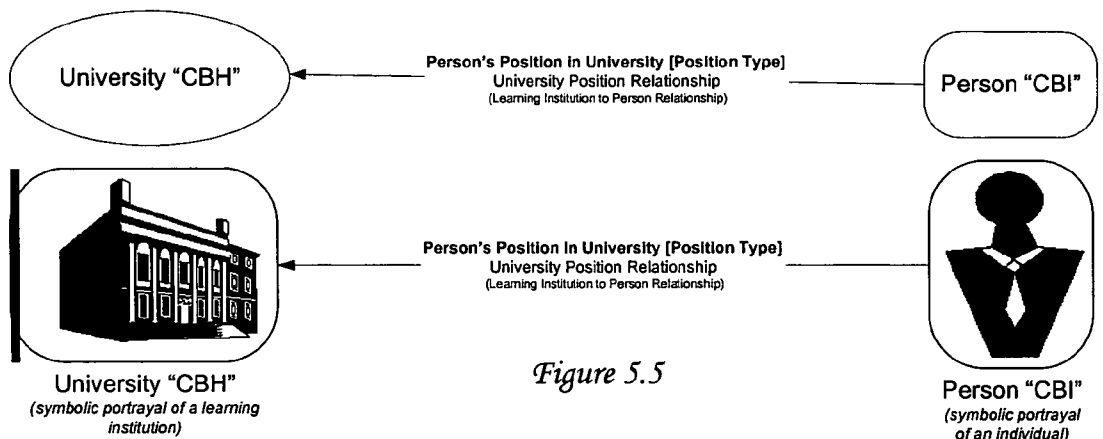 University "CBH"
Person's Position in University [Position Type]
University Position Relationship
(Learning Institution to Person Relationship)
Person "CBI"
Person's Position in University [Position Type]
University Position Relationship
(Learning Institution to Person Relationship)
University "CBH"
(symbolic portrayal of a learning
institution)
Figure 5.5
Person "CBI"
(symbolic portrayal
of an individual)